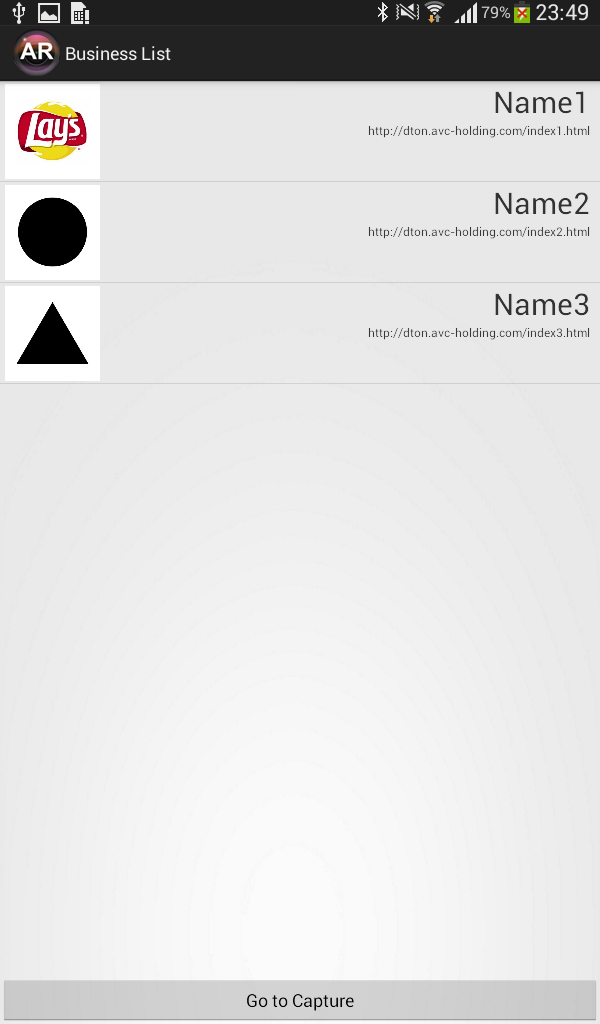 79% 23:49
AR Business List
Lay's
Name1
http://dton.avc-holding.com/index1.html
Name2
http://dton.avc-holding.com/index2.html
Name3
http://dton.avc-holding.com/index3.html
Go to Capture